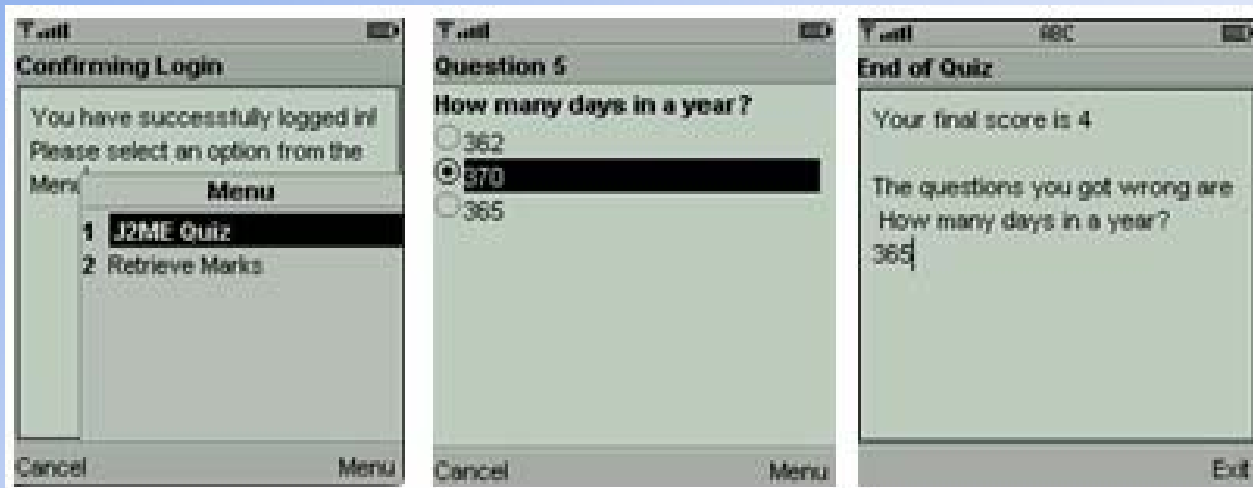 Confirming Login
You have successfully logged in!
Please select an option from the
Menu
Menu
1 J2ME Quiz
2 Retrieve Marks
Cancel
Menu
Question 5
How many days in a year?
362
370
365
Cancel
Menu
ABC
End of Quiz
Your final score is 4
The questions you got wrong are
How many days in a year?
365
Exit